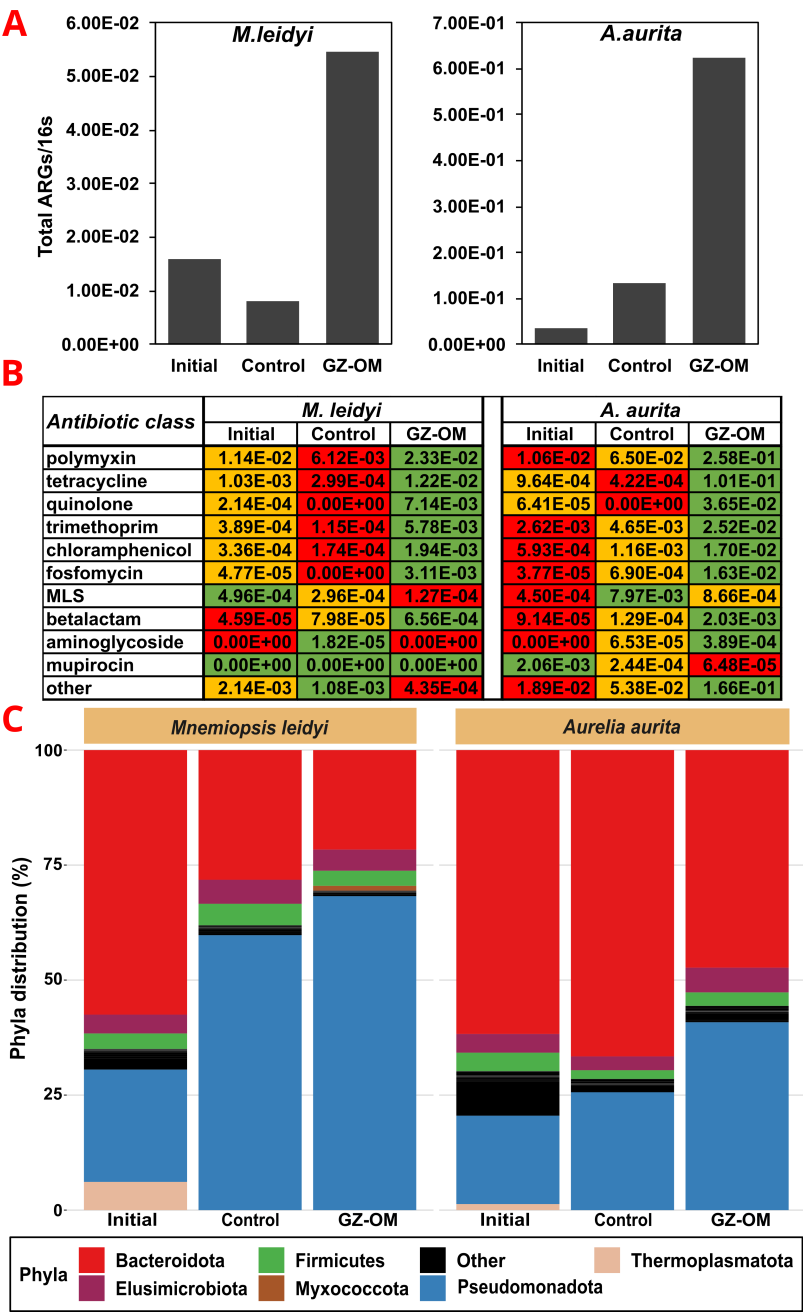 A
M.leidyi
A.aurita
Total ARGs/16s
6.00E-02
5.00E-02
4.00E-02
3.00E-02
2.00E-02
1.00E-02
0.00E+00
Initial Control GZ-OM
7.00E-01
6.00E-01
5.00E-01
4.00E-01
3.00E-01
2.00E-01
1.00E-01
0.00E+00
Initial Control GZ-OM
B
Antibiotic class M. leidyi A. aurita
Initial Control GZ-OM Initial Control GZ-OM
polymyxin 1.14E-02 6.12E-03 2.33E-02 1.06E-02 6.50E-02 2.58E-01
tetracycline 1.03E-03 2.99E-04 1.22E-02 9.64E-04 4.22E-04 1.01E-01
quinolone 2.14E-04 0.00E+00 7.14E-03 6.41E-05 0.00E+00 3.65E-02
trimethoprim 3.89E-04 1.15E-04 5.78E-03 2.62E-03 4.65E-03 2.52E-02
chloramphenicol 3.36E-04 1.74E-04 1.94E-03 5.93E-04 1.16E-03 1.70E-02
fosfomycin 4.77E-05 0.00E+00 3.11E-03 3.77E-05 6.90E-04 1.63E-02
MLS 4.96E-04 2.96E-04 1.27E-04 4.50E-04 7.97E-03 8.66E-04
betalactam 4.59E-05 7.98E-05 6.56E-04 9.14E-05 1.29E-04 2.03E-03
aminoglycoside 0.00E+00 1.82E-05 0.00E+00 0.00E+00 6.53E-05 3.89E-04
mupirocin 0.00E+00 0.00E+00 0.00E+00 2.06E-03 2.44E-04 6.48E-05
other 2.14E-03 1.08E-03 4.35E-04 1.89E-02 5.38E-02 1.66E-01
C
Mnemiopsis leidyi Aurelia aurita
Phyla distribution (%)
100
75
50
25
0
Initial Control GZ-OM Initial Control GZ-OM
Phyla
Bacteroidota Firmicutes Other Thermoplasmatota
Elusimicrobiota Myxococcota Pseudomonadota